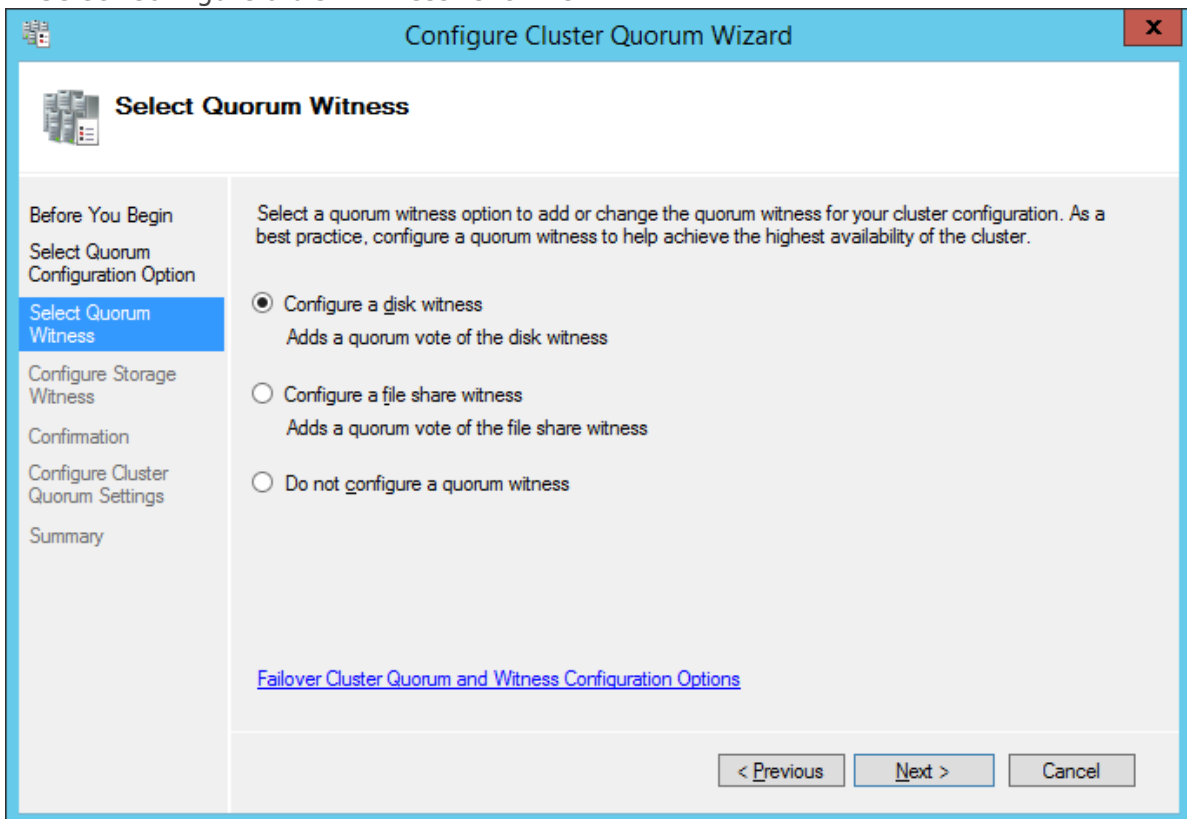 Configure Cluster Quorum Wizard
x
Select Quorum Witness
Before You Begin
Select Quorum
Configuration Option
Select Quorum
Witness
Configure Storage
Witness
Confirmation
Configure Cluster
Quorum Settings
Summary
Select a quorum witness option to add or change the quorum witness for your cluster configuration. As a
best practice, configure a quorum witness to help achieve the highest availability of the cluster.
Configure a disk witness
Adds a quorum vote of the disk witness
Configure a file share witness
Adds a quorum vote of the file share witness
Do not configure a quorum witness
Failover Cluster Quorum and Witness Configuration Options
< Previous
Next >
Cancel